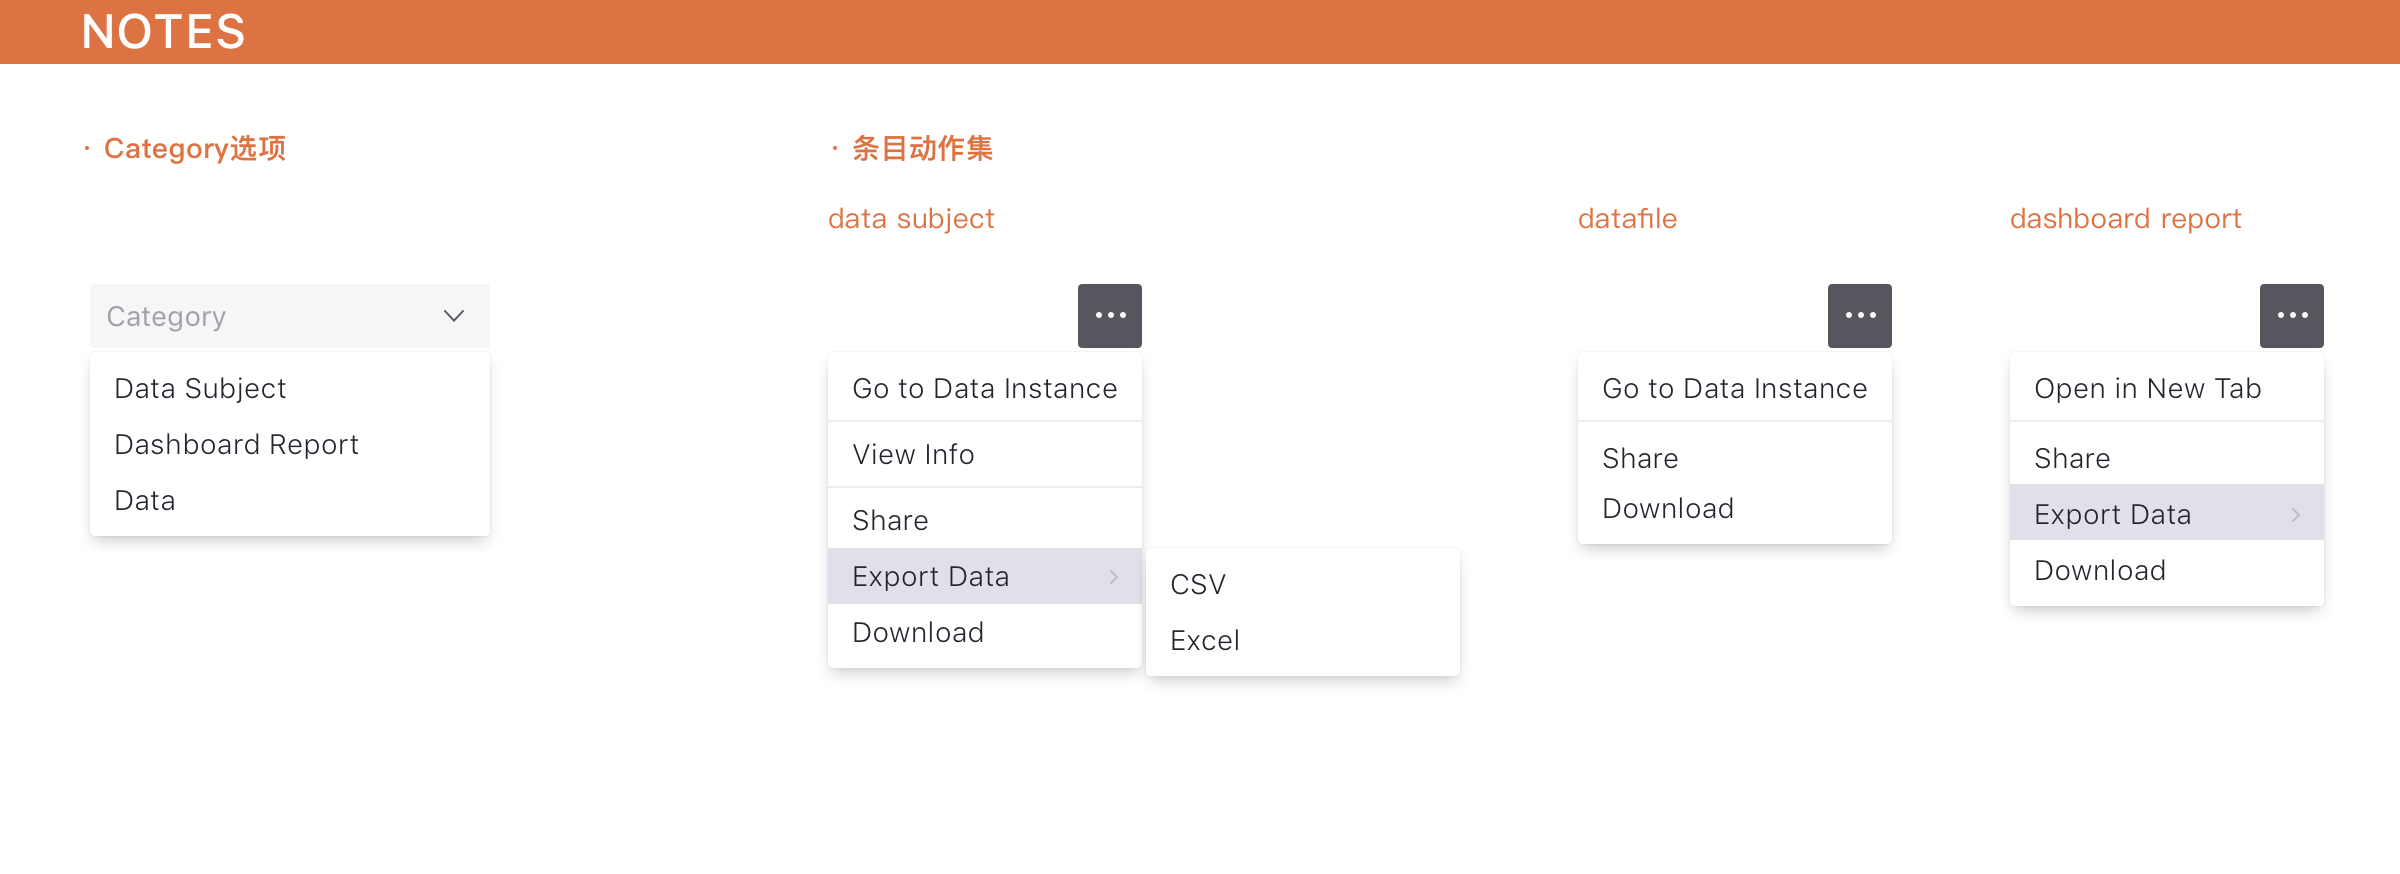 NOTES
· Category选项
· 条目动作集
data subject
datafile
dashboard report
Category
Data Subject
Dashboard Report
Data
Go to Data Instance
View Info
Share
Export Data
Download
CSV
Excel
Go to Data Instance
Share
Download
Open in New Tab
Share
Export Data
Download